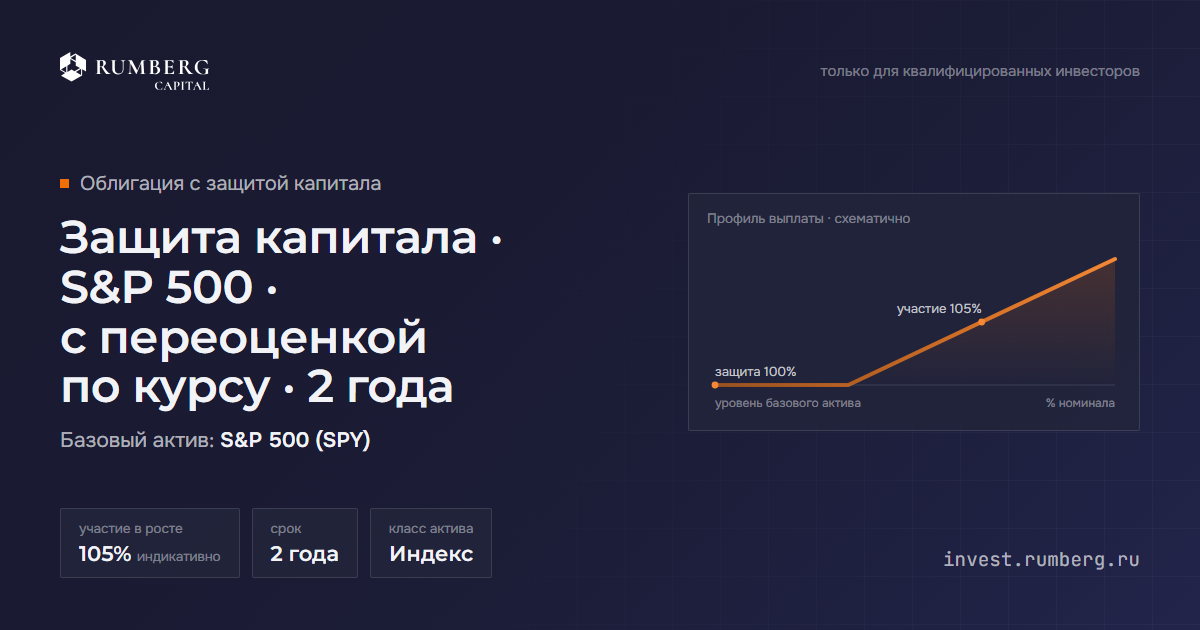 RUMBERG
CAPITAL
только для квалифицированных инвесторов
Облигация с защитой капитала
Защита капитала ·
S&P 500 ·
с переоценкой
по курсу · 2 года
Базовый актив: S&P 500 (SPY)
Профиль выплаты · схематично
участие 105%
защита 100%
уровень базового актива
% номинала
участие в росте
105% индикативно
срок
2 года
класс актива
Индекс
invest.rumberg.ru